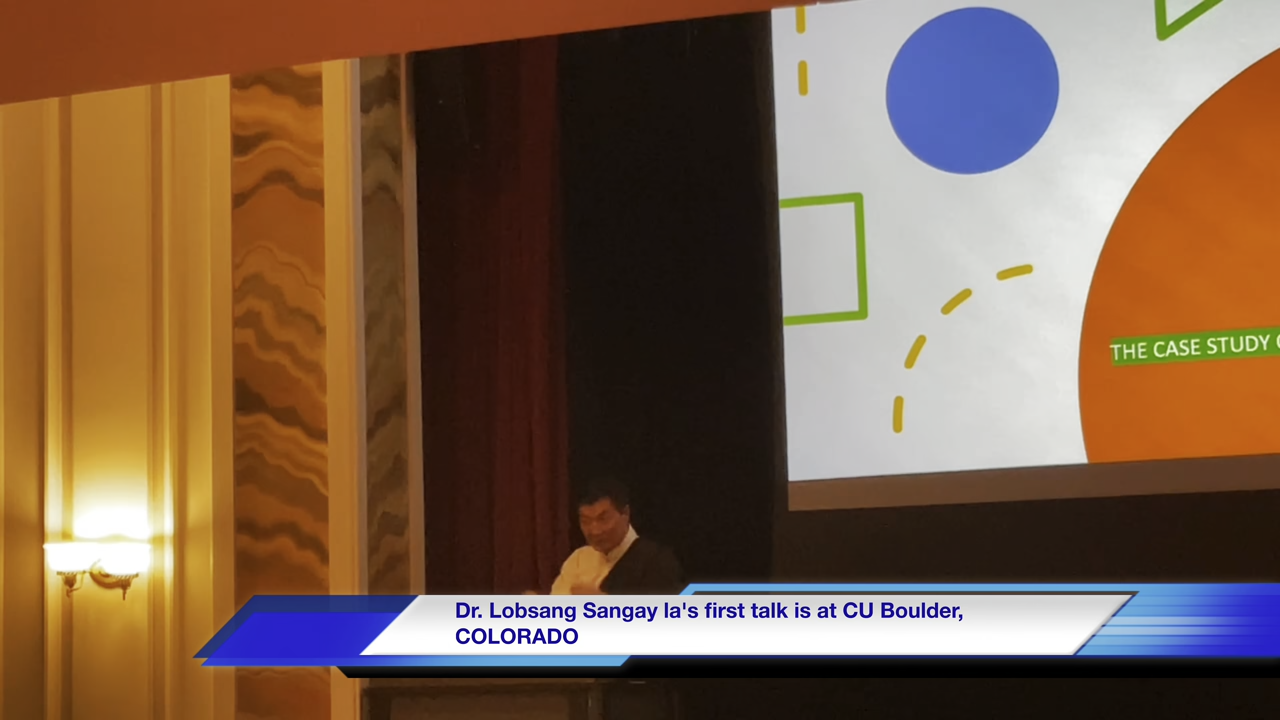 THE CASE STUDY
Dr. Lobsang Sangay la's first talk is at CU Boulder,
COLORADO